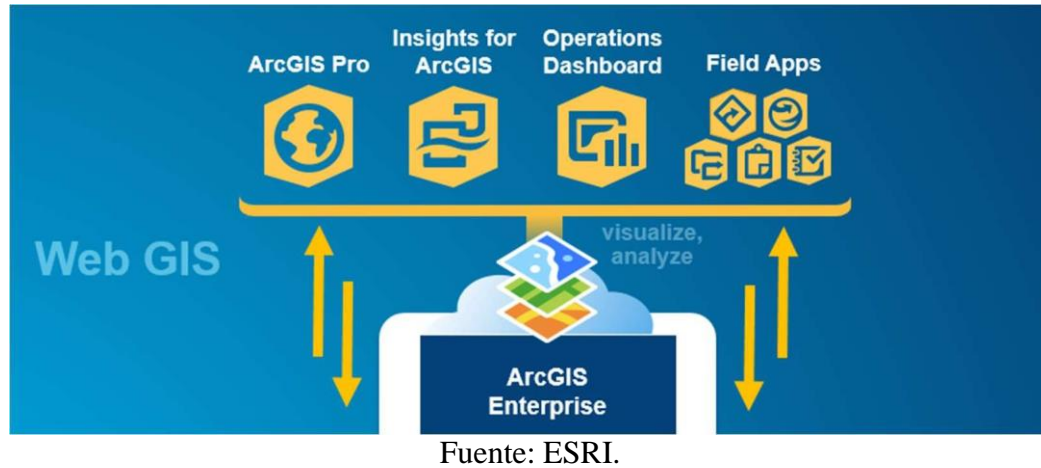 Insights for
ArcGIS
Operations
Dashboard
ArcGIS Pro
Field Apps
Web GIS
visualize,
analyze
ArcGIS
Enterprise
Fuente: ESRI.